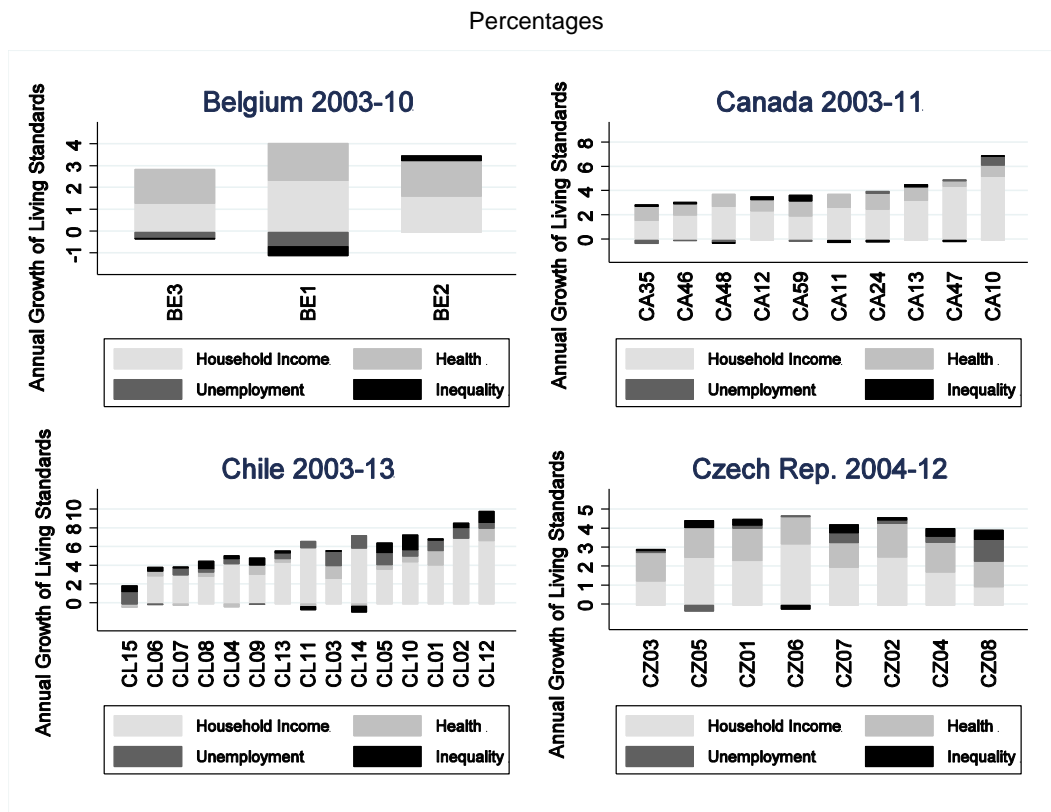 Percentages
Belgium 2003-10
Annual Growth of Living Standards
4
3
2
1
0
-1
BE3 BE1 BE2
Household Income Health
Unemployment Inequality
Canada 2003-11
Annual Growth of Living Standards
8
6
4
2
0
CA35 CA46 CA48 CA12 CA59 CA11 CA24 CA13 CA47 CA10
Household Income Health
Unemployment Inequality
Chile 2003-13
Annual Growth of Living Standards
10
8
6
4
2
0
CL15 CL06 CL07 CL08 CL04 CL09 CL13 CL11 CL03 CL14 CL05 CL10 CL01 CL02 CL12
Household Income Health
Unemployment Inequality
Czech Rep. 2004-12
Annual Growth of Living Standards
5
4
3
2
1
0
CZ03 CZ05 CZ01 CZ06 CZ07 CZ02 CZ04 CZ08
Household Income Health
Unemployment Inequality